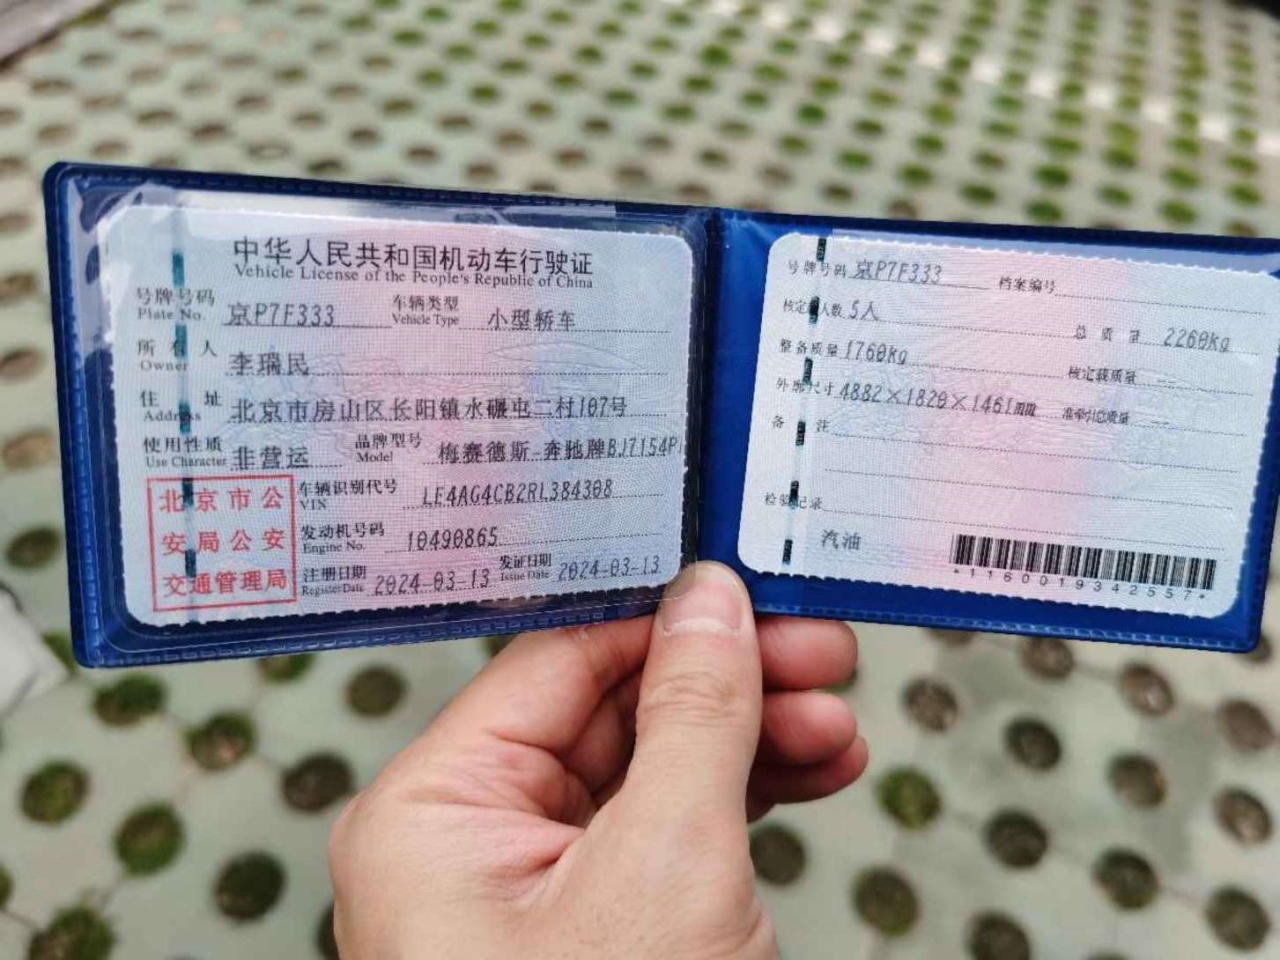 中华人民共和国机动车行驶证
Vehicle License of the People's Republic of China
号牌号码 京P7F333 车辆类型 小型轿车
Plate No. Vehicle Type
所有人 李瑞民
Owner
住址 北京市房山区长阳镇水碾屯二村107号
Address
使用性质 非营运 品牌型号 梅赛德斯-奔驰牌BJ7154P
Use Character Model
北京市公
安局公安
交通管理局
车辆识别代号 LE4AG4CB2RL384308
VIN
发动机号码 10490865
Engine No.
注册日期 2024-03-13 发证日期 2024-03-13
Register Date Issue Date
号牌号码 京P7F333 档案编号
核定人数 5人 总质量 2260kg
整备质量 1760kg 核定载质量 --
外廓尺寸 4882×1820×1461mm 准牵引总质量 --
备注
检验记录
汽油
*1160019342557*